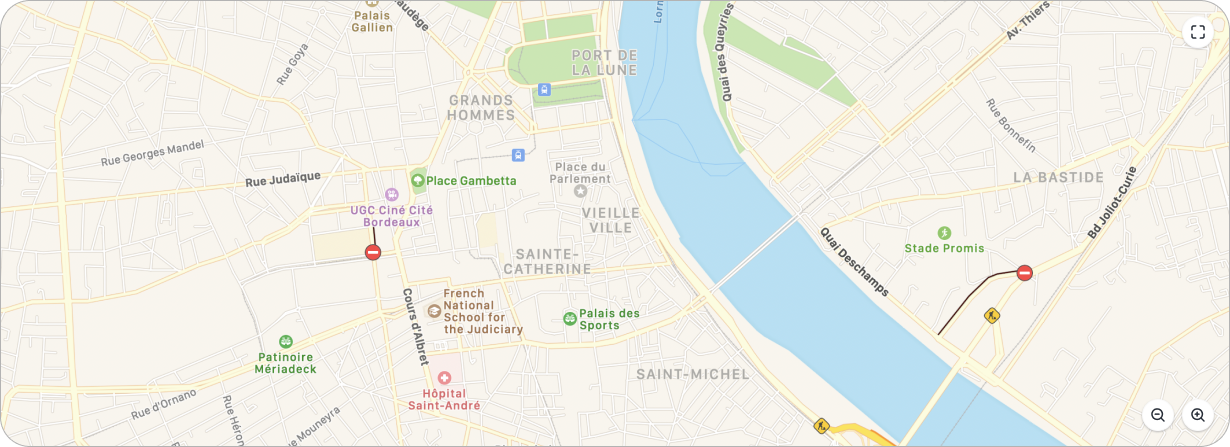 Palais
Gallien
Rue Goya
Lorm
Quai des Queyries
Av. Thiers
PORT DE
LA LUNE
GRANDS
HOMMES
Rue Bonnefin
Rue Georges Mandel
Rue Judaïque
Place Gambetta
Place du
Parlement
LA BASTIDE
Bd Joliot-Curie
UGC Ciné Cité
Bordeaux
VIEILLE
VILLE
Quai Deschamps
Stade Promis
SAINTE-
CATHERINE
French
National
School for
the Judiciary
Cours d'Albret
Palais des
Sports
Patinoire
Mériadeck
SAINT-MICHEL
Hôpital
Saint-André
Rue d'Ornano
Rue Héron
Rue Mouneyra